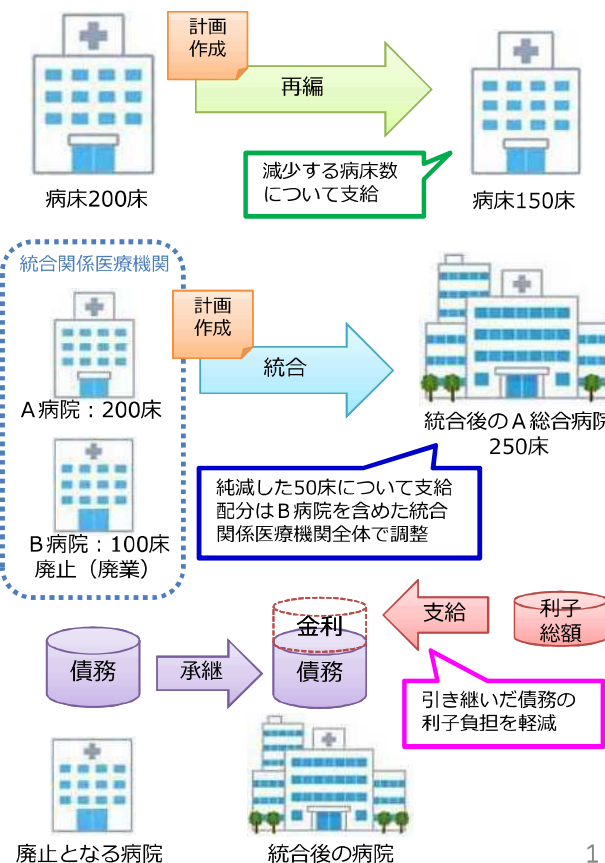 計画
作成
再編
減少する病床数
について支給
病床200床
病床150床
統合関係医療機関
計画
作成
統合
A病院：200床
統合後のA総合病院
250床
純減した50床について支給
配分はB病院を含めた統合
関係医療機関全体で調整
B病院：100床
廃止（廃業）
債務
承継
金利
債務
支給
利子
総額
引き継いだ債務の
利子負担を軽減
廃止となる病院
統合後の病院
1